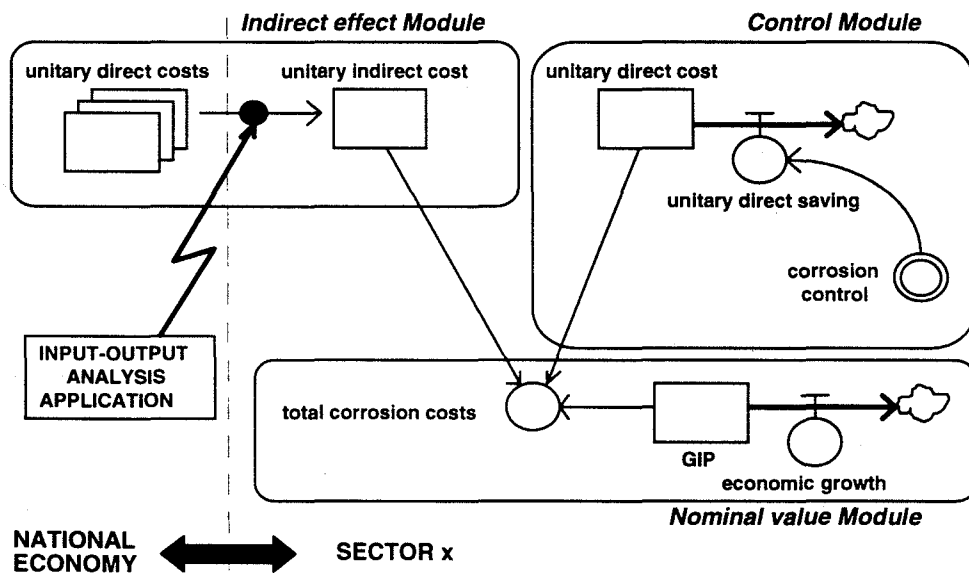 Indirect effect Module
Control Module
unitary direct costs
unitary indirect cost
unitary direct cost
unitary direct saving
corrosion
control
INPUT-OUTPUT
ANALYSIS
APPLICATION
total corrosion costs
GIP
economic growth
Nominal value Module
NATIONAL
ECONOMY
SECTOR x